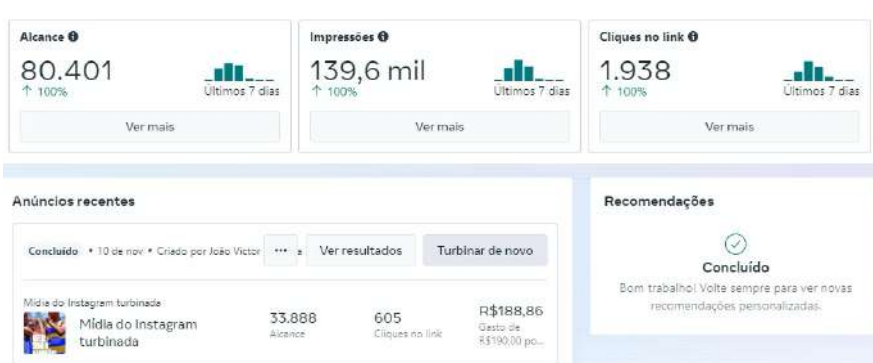 Alcance
80.401
↑ 100%
Últimos 7 dias
Ver mais
Impressões
139,6 mil
↑ 100%
Últimos 7 dias
Ver mais
Cliques no link
1.938
↑ 100%
Últimos 7 dias
Ver mais
Anúncios recentes
Concluído • 10 de nov • Criado por João Victor
... Ver resultados Turbinar de novo
Mídia do Instagram turbinada
Mídia do Instagram
turbinada
33.888
Alcance
605
Cliques no link
R$188,86
Gasto de
R$190,00 po...
Recomendações
Concluído
Bom trabalho! Volte sempre para ver novas
recomendações personalizadas.